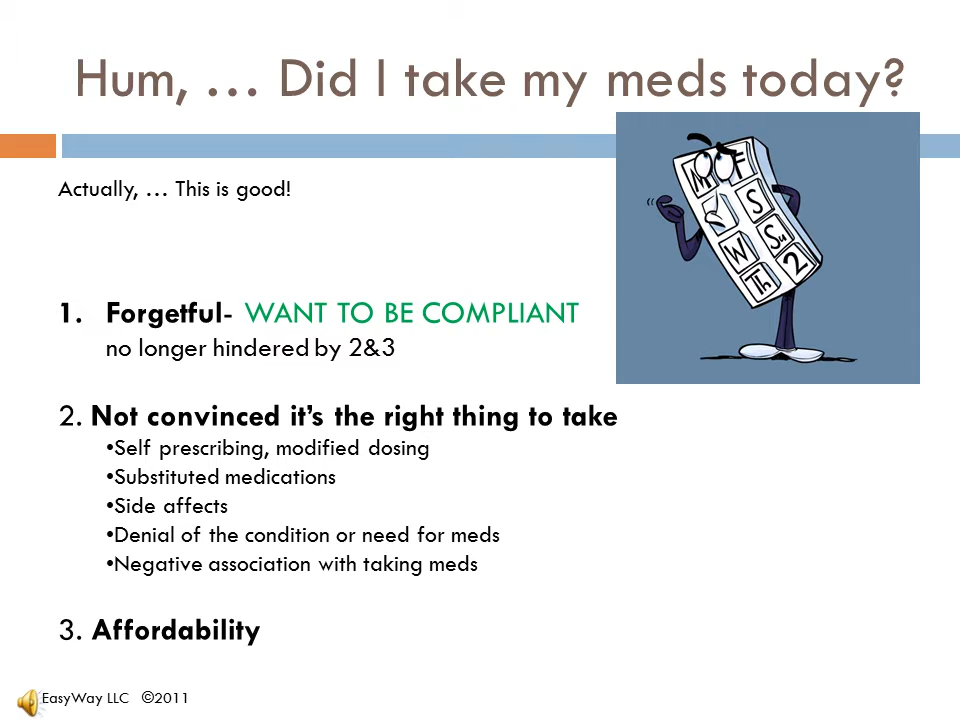 Hum, … Did I take my meds today?
Actually, … This is good!
M F
S
W Su
Th 2
1. Forgetful- WANT TO BE COMPLIANT
no longer hindered by 2&3
2. Not convinced it’s the right thing to take
•Self prescribing, modified dosing
•Substituted medications
•Side affects
•Denial of the condition or need for meds
•Negative association with taking meds
3. Affordability
EasyWay LLC ©2011